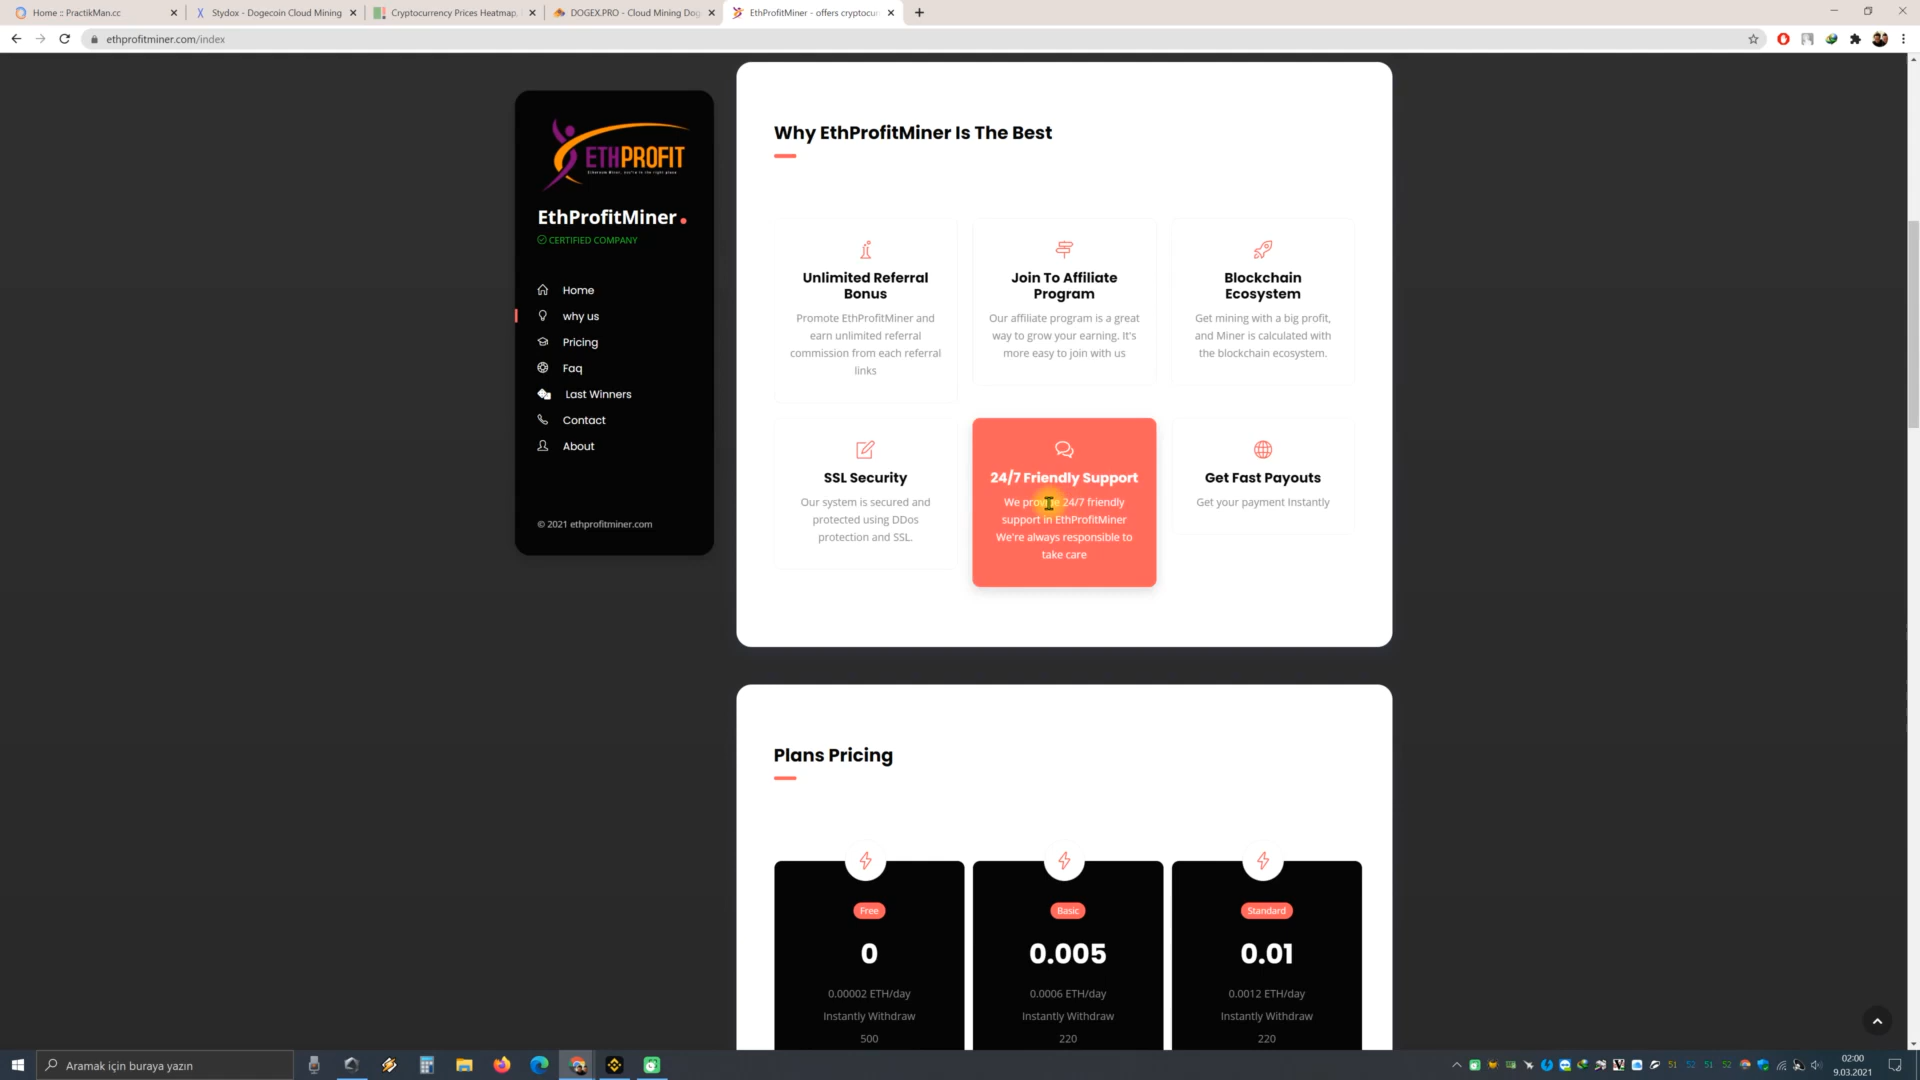 Home :: PractikMan.cc
Stydox - Dogecoin Cloud Mining
Cryptocurrency Prices Heatmap,
DOGEX.PRO - Cloud Mining Dog
EthProfitMiner - offers cryptocur
ethprofitminer.com/index
ETHPROFIT
EthProfitMiner.
CERTIFIED COMPANY
Home
why us
Pricing
Faq
Last Winners
Contact
About
© 2021 ethprofitminer.com
Why EthProfitMiner Is The Best
Unlimited Referral
Bonus
Promote EthProfitMiner and
earn unlimited referral
commission from each referral
links
Join To Affiliate
Program
Our affiliate program is a great
way to grow your earning. It's
more easy to join with us
Blockchain
Ecosystem
Get mining with a big profit,
and Miner is calculated with
the blockchain ecosystem.
SSL Security
Our system is secured and
protected using DDos
protection and SSL.
24/7 Friendly Support
We provide 24/7 friendly
support in EthProfitMiner
We're always responsible to
take care
Get Fast Payouts
Get your payment Instantly
Plans Pricing
Free
0
0.00002 ETH/day
Instantly Withdraw
500
Basic
0.005
0.0006 ETH/day
Instantly Withdraw
220
Standard
0.01
0.0012 ETH/day
Instantly Withdraw
220
Aramak için buraya yazın
51
52
51
52
02:00
9.03.2021